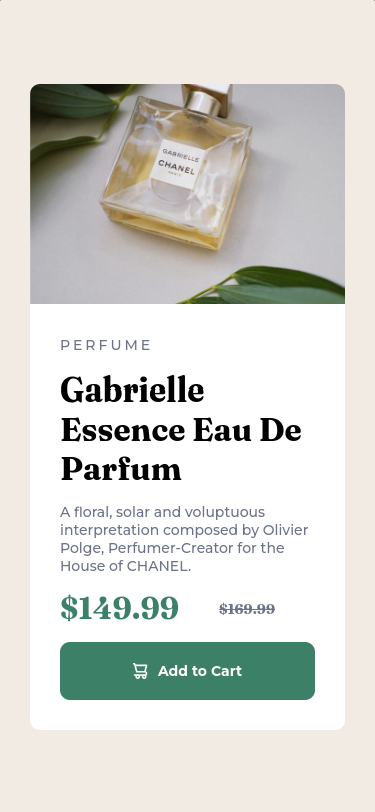 GABRIELLE
CHANEL
PARIS
PERFUME
Gabrielle
Essence Eau De
Parfum
A floral, solar and voluptuous
interpretation composed by Olivier
Polge, Perfumer-Creator for the
House of CHANEL.
$149.99 $169.99
Add to Cart